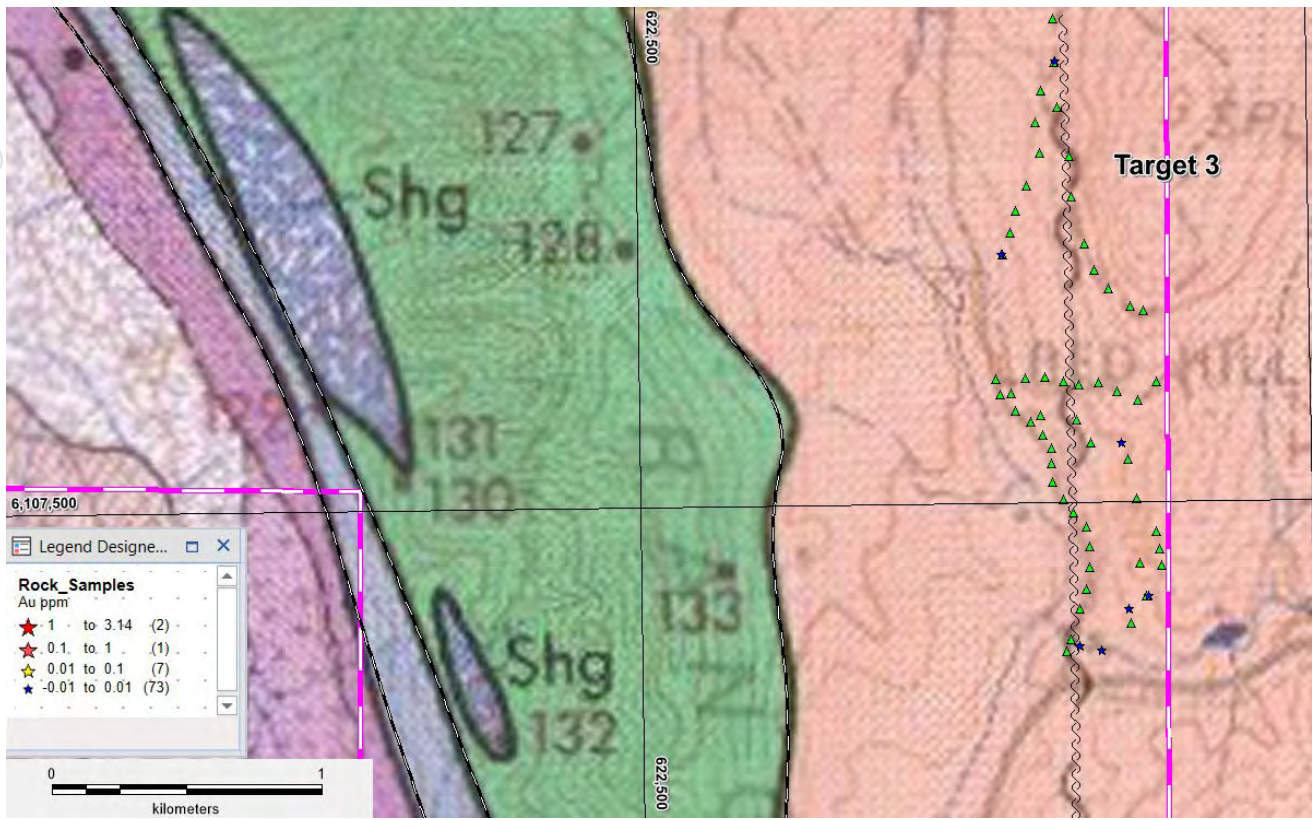 622,500
127
Shg
128
Target 3
RED HILL
131
130
6,107,500
Legend Designe...
Rock_Samples
Au ppm
1 to 3.14 (2)
0.1 to 1 (1)
0.01 to 0.1 (7)
-0.01 to 0.01 (73)
133
Shg
132
622,500
0 1
kilometers